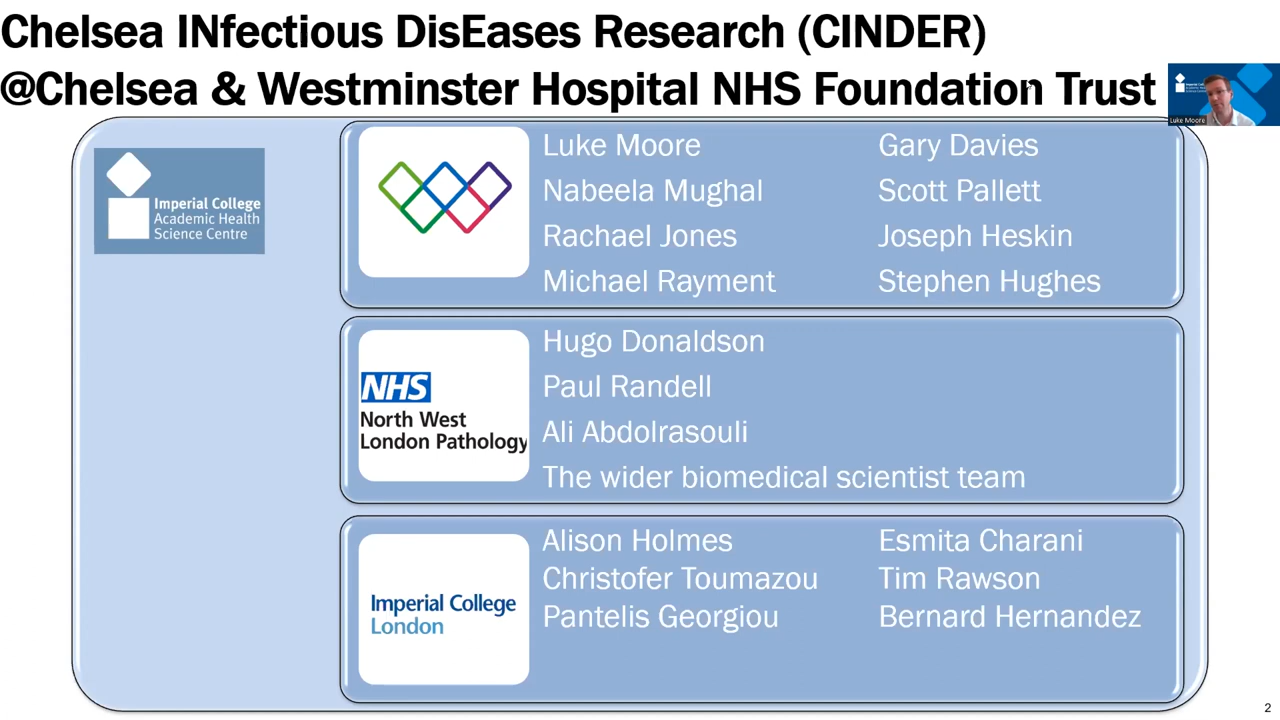 Chelsea INfectious DisEases Research (CINDER)
@Chelsea & Westminster Hospital NHS Foundation Trust
Luke Moore
Imperial College
Academic Health
Science Centre
Luke Moore
Gary Davies
Nabeela Mughal
Scott Pallett
Rachael Jones
Joseph Heskin
Michael Rayment
Stephen Hughes
NHS
North West
London Pathology
Hugo Donaldson
Paul Randell
Ali Abdolrasouli
The wider biomedical scientist team
Imperial College
London
Alison Holmes
Esmita Charani
Christofer Toumazou
Tim Rawson
Pantelis Georgiou
Bernard Hernandez
2